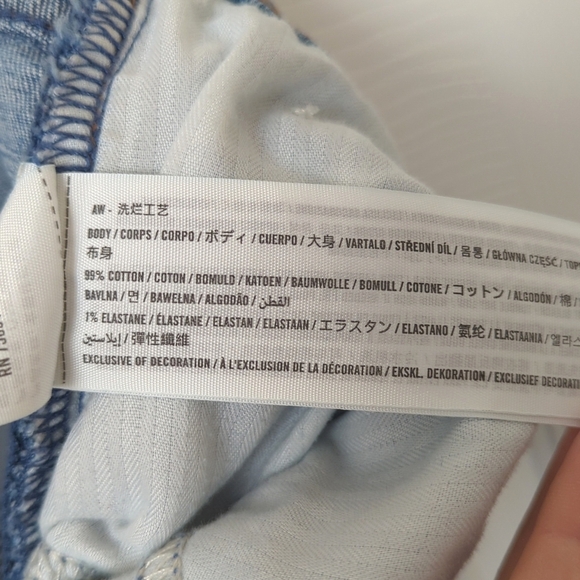 AW - 洗烂工艺
BODY / CORPS / CORPO / ボディ / CUERPO / 大身 / VARTALO / STŘEDNÍ DÍL / 몸통 / GŁÓWNA CZĘŚĆ /
布身
99% COTTON / COTON / BOMULD / KATOEN / BAUMWOLLE / BOMULL / COTONE / コットン / ALGODÓN / 棉
BAVLNA / 면 / BAWEŁNA / ALGODÃO / القطن
1% ELASTANE / ÉLASTANE / ELASTAN / ELASTAAN / エラスタン / ELASTANO / 氨纶 / ELASTAANIA /
إيلاستين / 彈性纖維
EXCLUSIVE OF DECORATION / À L'EXCLUSION DE LA DÉCORATION / EKSKL. DEKORATION / EXCLUSIEF